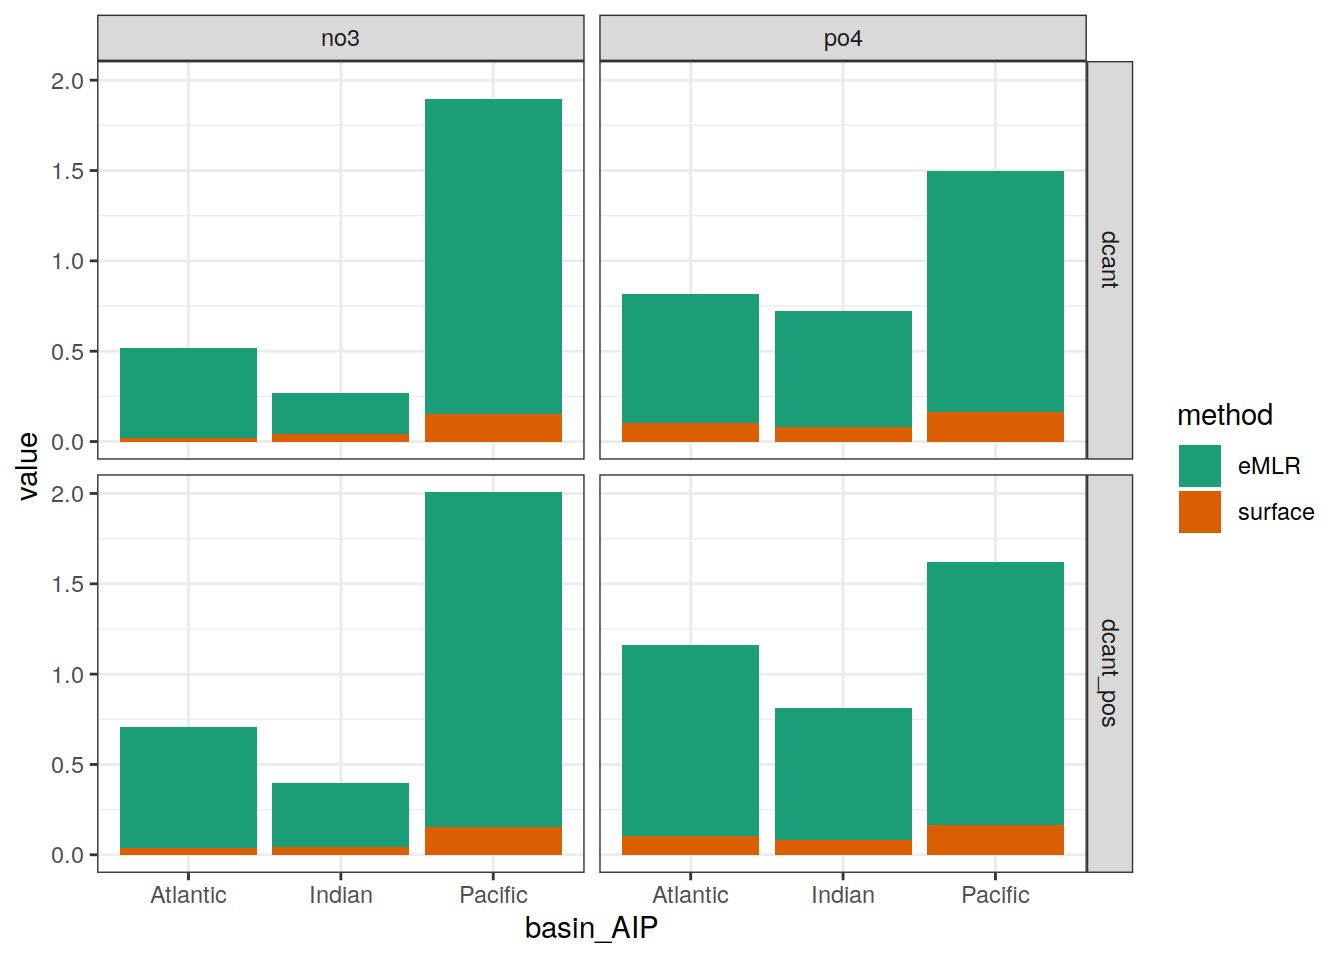 no3
po4
2.0
1.5
1.0
0.5
0.0
dcant
2.0
1.5
1.0
0.5
0.0
dcant_pos
value
Atlantic
Indian
Pacific
Atlantic
Indian
Pacific
basin_AIP
method
eMLR
surface